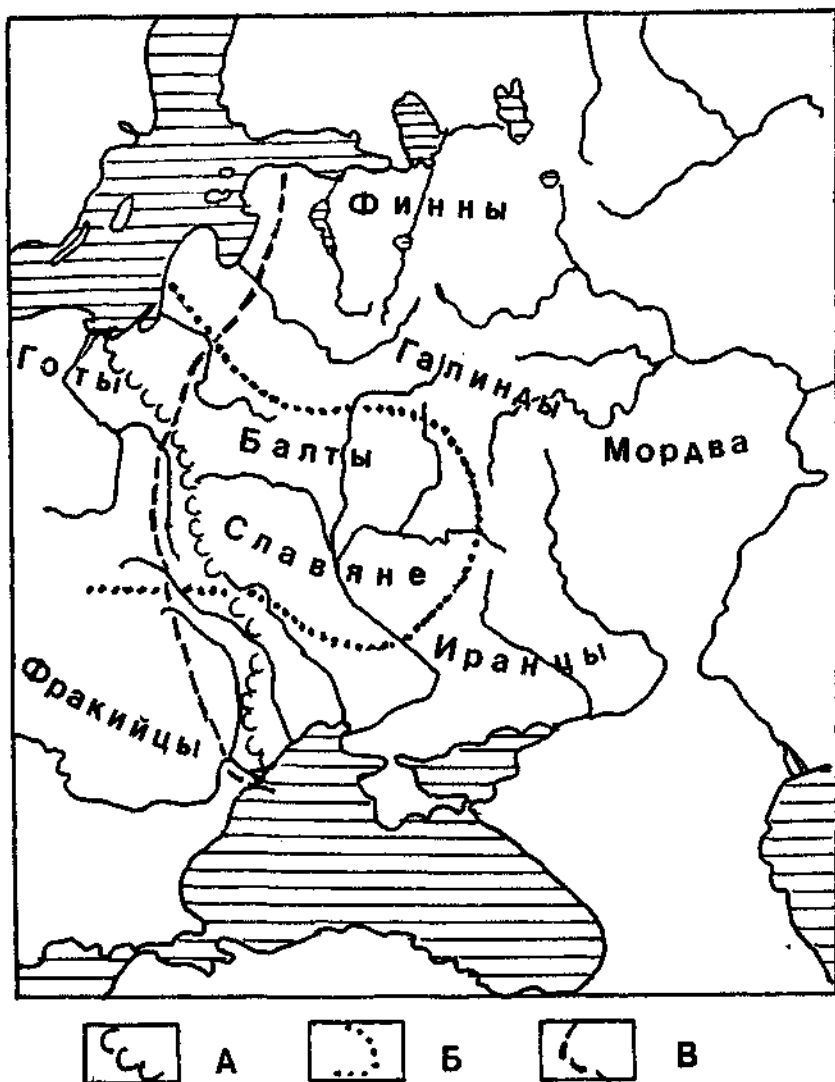 Финны
Готы
Галинды
Балты
Мордва
Славяне
Иранцы
Фракийцы
А Б В